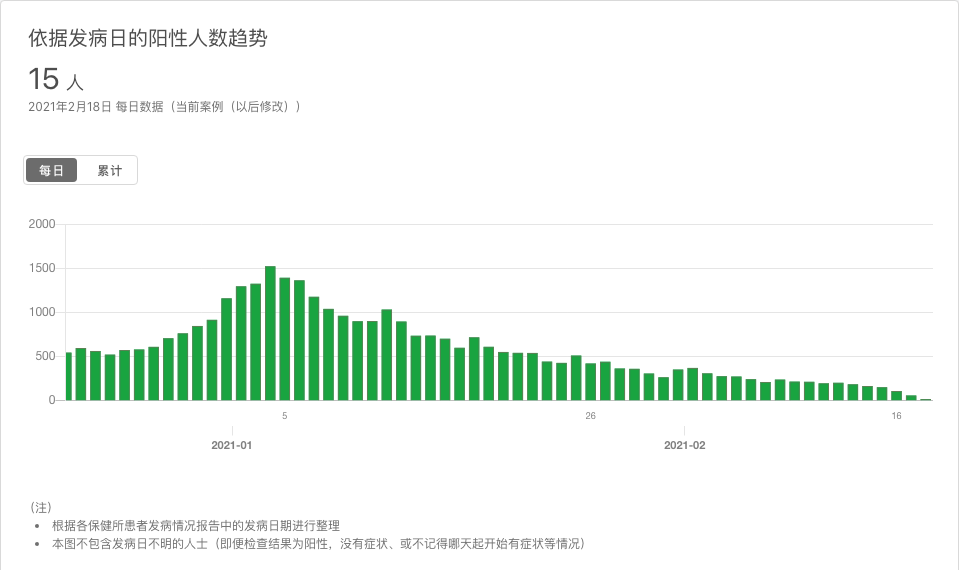 依据发病日的阳性人数趋势
15 人
2021年2月18日 每日数据（当前案例（以后修改））
每日 累计
2000
1500
1000
500
0
5 26 16
2021-01 2021-02
（注）
• 根据各保健所患者发病情况报告中的发病日期进行整理
• 本图不包含发病日不明的人士（即便检查结果为阳性，没有症状、或不记得哪天起开始有症状等情况）